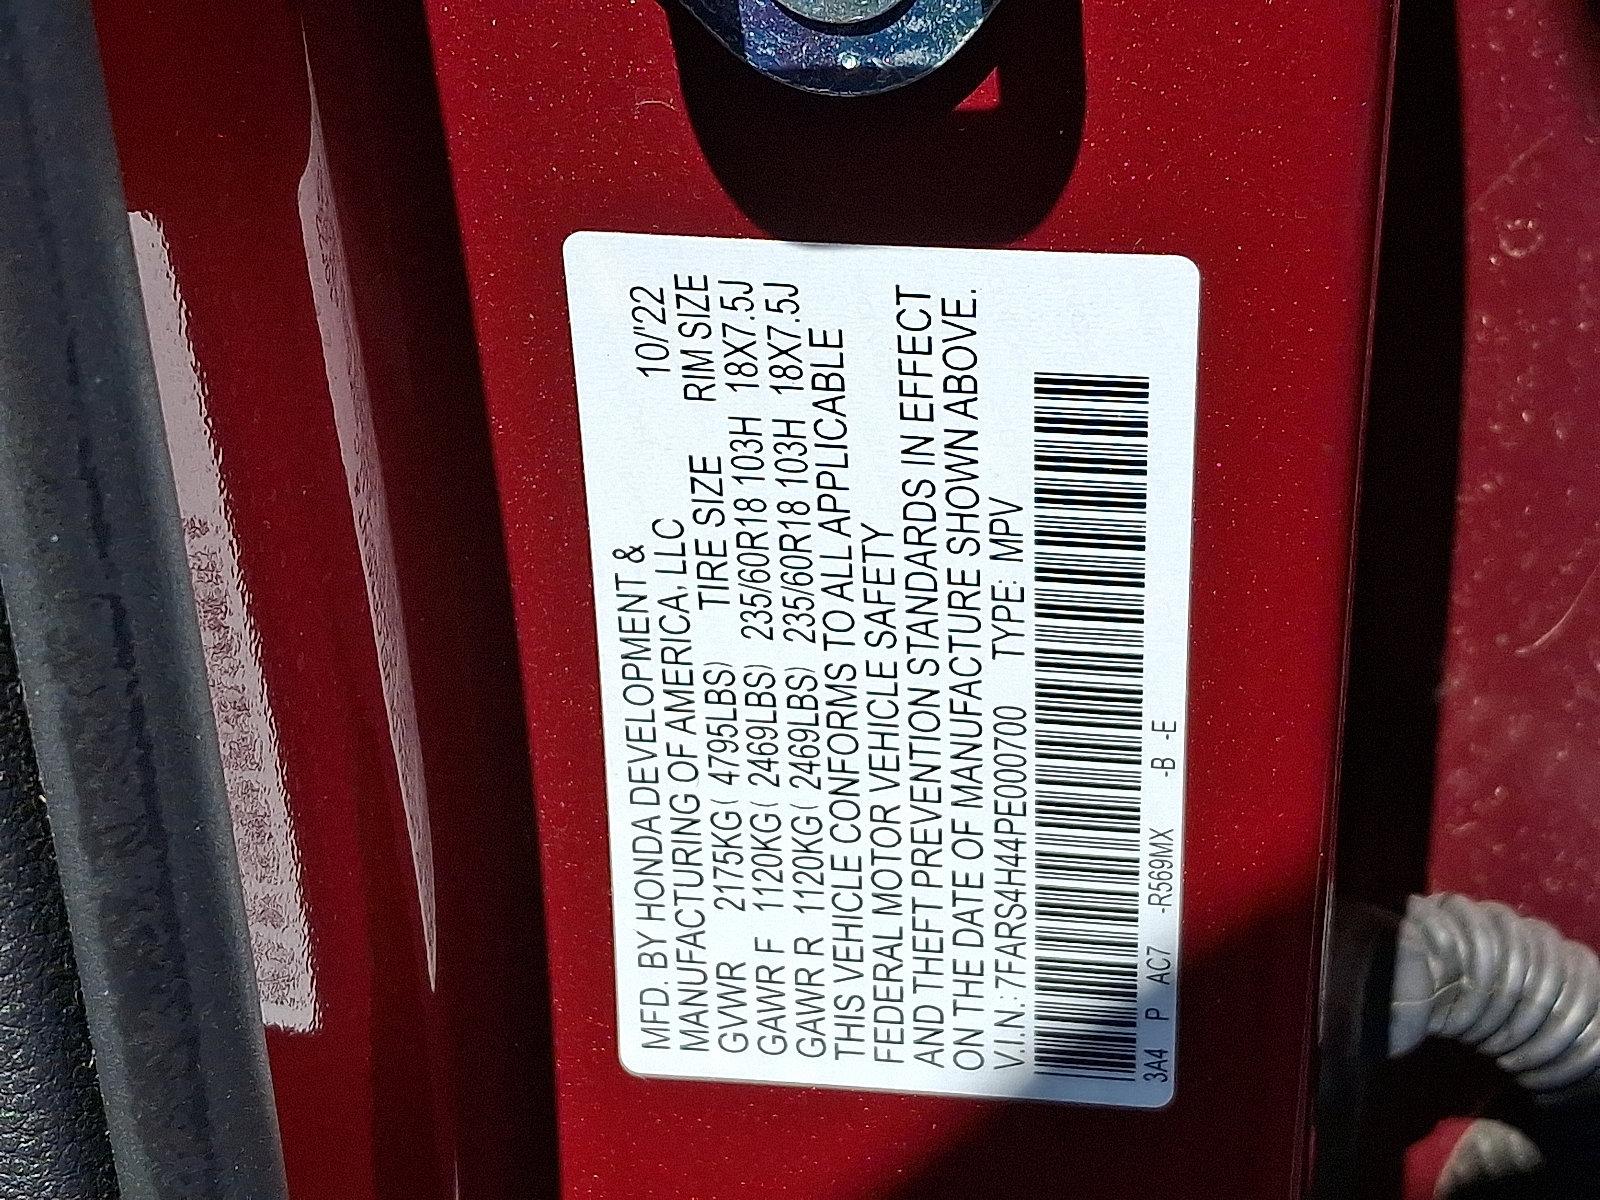 MFD. BY HONDA DEVELOPMENT &
MANUFACTURING OF AMERICA, LLC 10/'22
GVWR 2175KG( 4795LBS) TIRE SIZE RIM SIZE
GAWR F 1120KG( 2469LBS) 235/60R18 103H 18X7.5J
GAWR R 1120KG( 2469LBS) 235/60R18 103H 18X7.5J
THIS VEHICLE CONFORMS TO ALL APPLICABLE
FEDERAL MOTOR VEHICLE SAFETY
AND THEFT PREVENTION STANDARDS IN EFFECT
ON THE DATE OF MANUFACTURE SHOWN ABOVE.
V.I.N.: 7FARS4H44PE000700 TYPE: MPV
3A4 P AC7 -R569MX -B -E